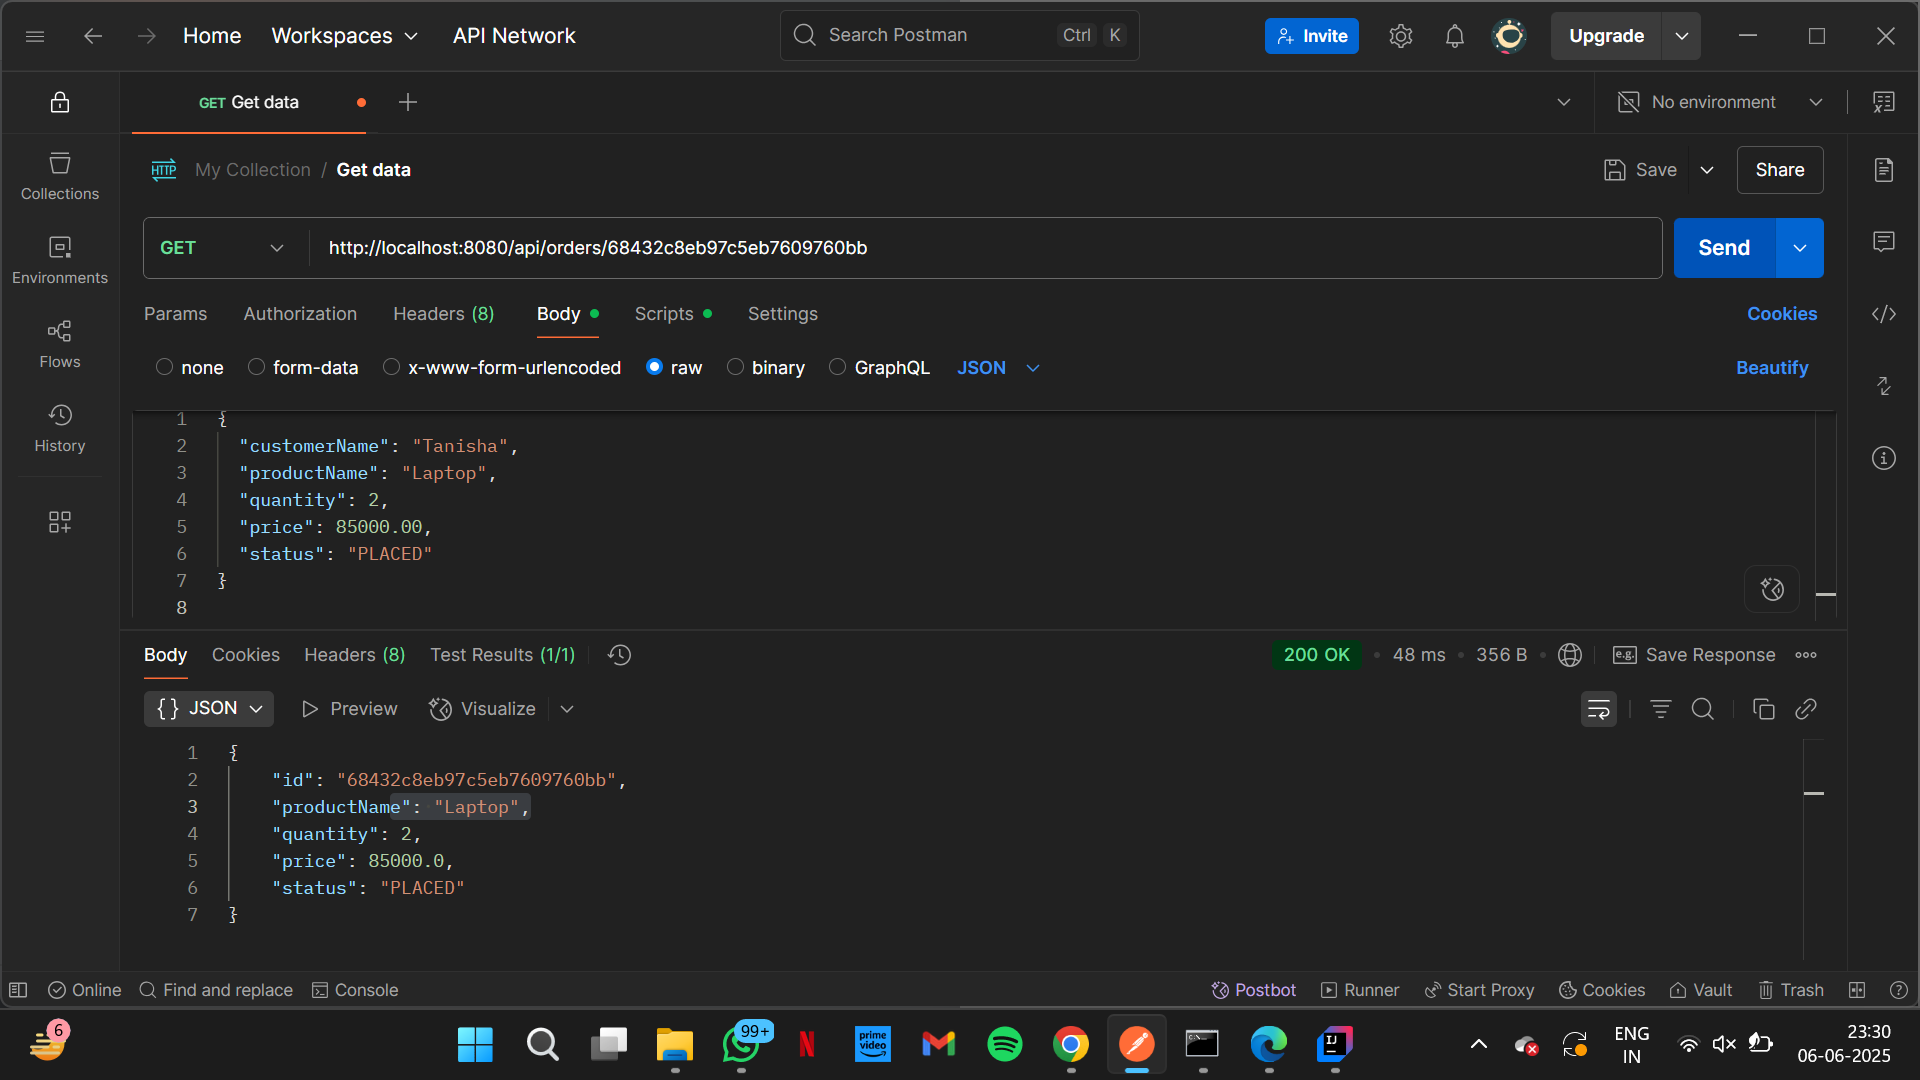 Home Workspaces API Network Search Postman Ctrl K Invite Upgrade
GET Get data No environment
HTTP My Collection / Get data Save Share
Collections
Environments
Flows
History
GET http://localhost:8080/api/orders/68432c8eb97c5eb7609760bb Send
Params Authorization Headers (8) Body Scripts Settings Cookies
none form-data x-www-form-urlencoded raw binary GraphQL JSON Beautify
1 {
2 "customerName": "Tanisha",
3 "productName": "Laptop",
4 "quantity": 2,
5 "price": 85000.00,
6 "status": "PLACED"
7 }
8
Body Cookies Headers (8) Test Results (1/1) 200 OK 48 ms 356 B e.g. Save Response
{} JSON Preview Visualize
1 {
2 "id": "68432c8eb97c5eb7609760bb",
3 "productName": "Laptop",
4 "quantity": 2,
5 "price": 85000.0,
6 "status": "PLACED"
7 }
Online Find and replace Console Postbot Runner Start Proxy Cookies Vault Trash
6 99+ prime video IJ ENG IN 23:30
06-06-2025